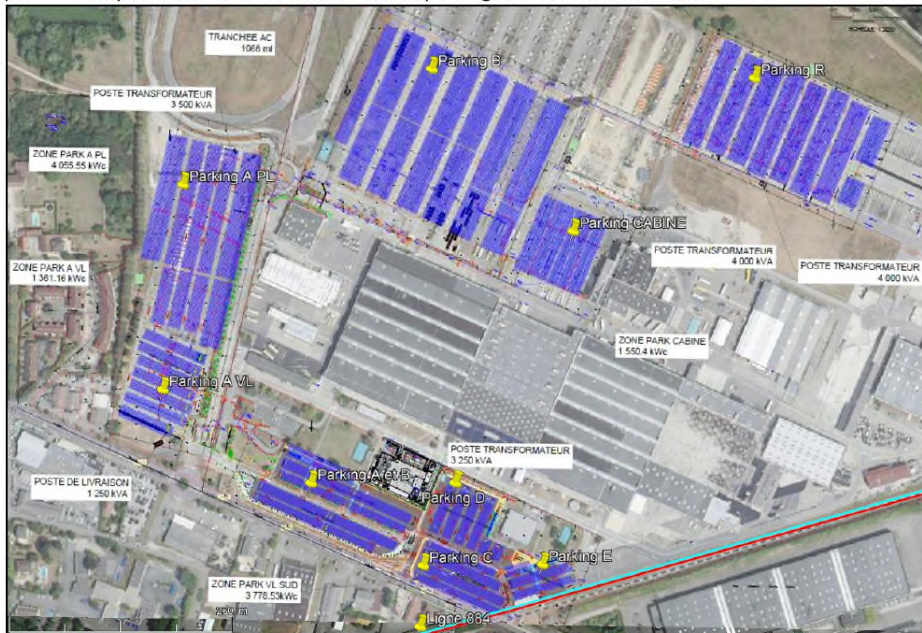 TRANCHEE AC
1066 ml
Parking B
Parking R
POSTE TRANSFORMATEUR
3 500 kVA
ZONE PARK A PL
4 055.55 kWc
Parking A PL
Parking CABINE
POSTE TRANSFORMATEUR
4 000 kVA
POSTE TRANSFORMATEUR
4 000 kVA
ZONE PARK A VL
1 361.16 kWc
ZONE PARK CABINE
1 550.4 kWc
Parking A VL
POSTE TRANSFORMATEUR
3 250 kVA
Parking A et B
Parking D
POSTE DE LIVRAISON
1 250 kVA
Parking C
Parking E
ZONE PARK VL SUD
3 778.53kWc
Ligne 884